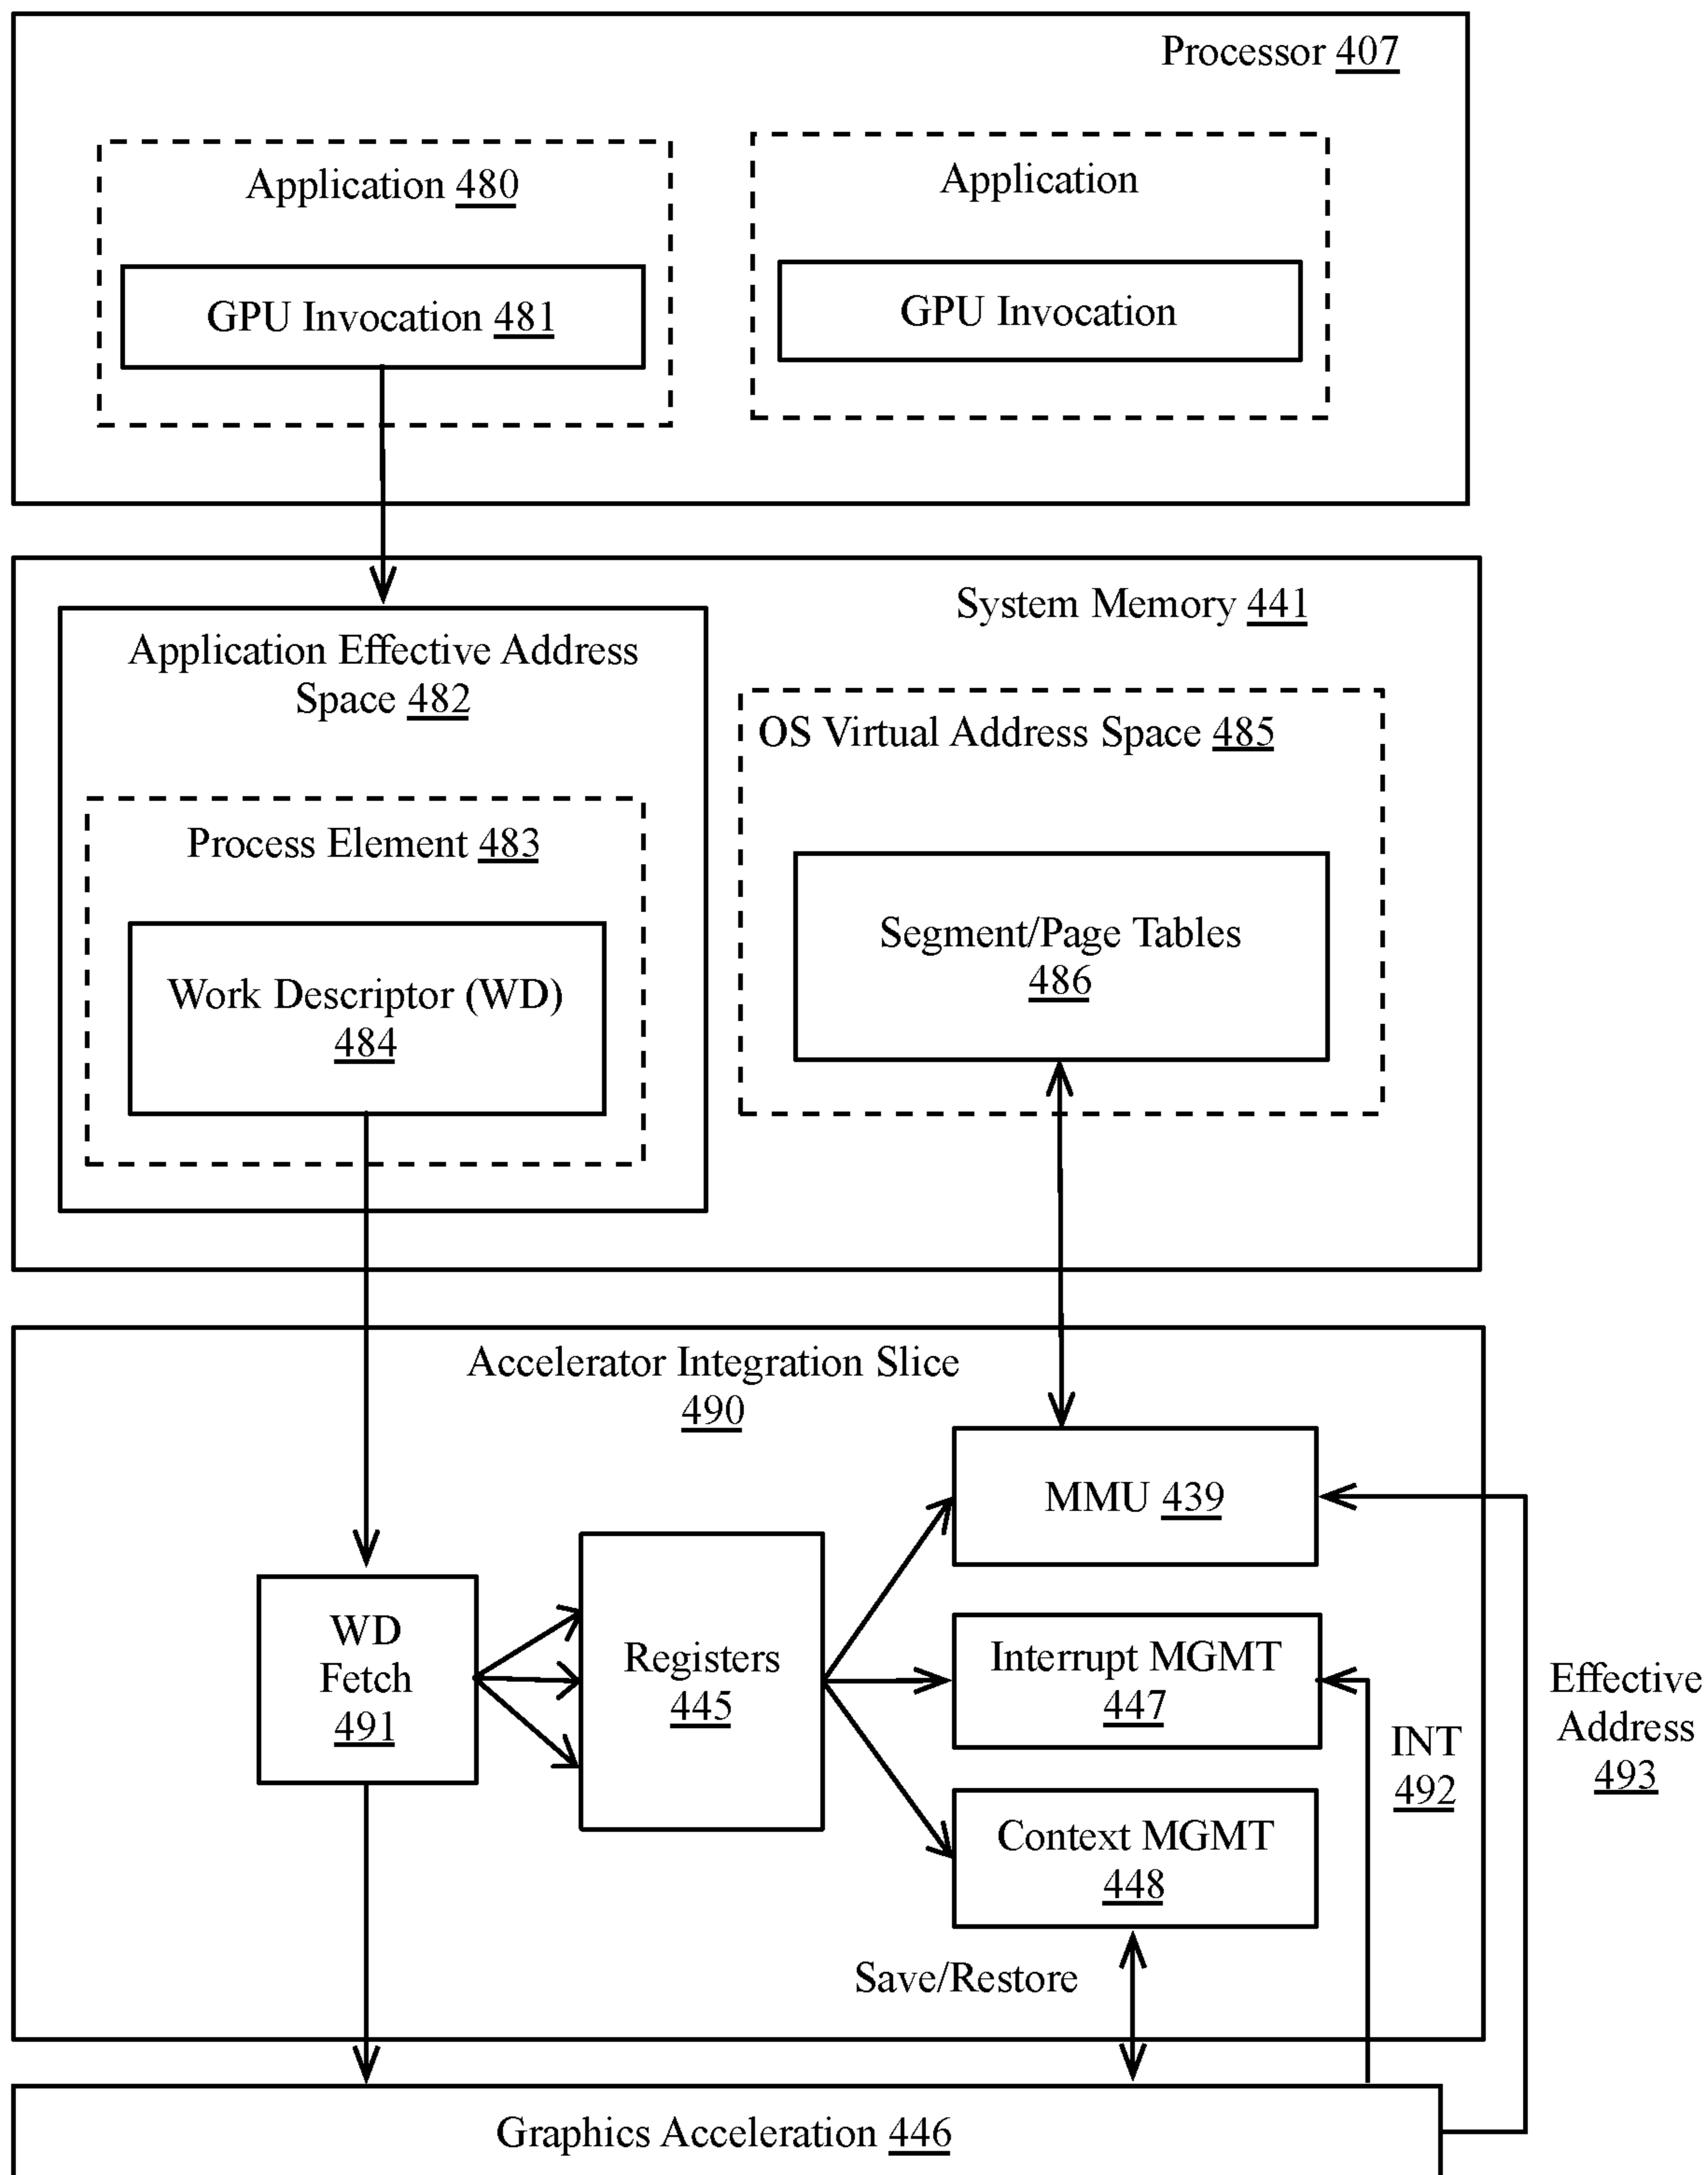 Processor 407
Application 480
GPU Invocation 481
Application
GPU Invocation
System Memory 441
Application Effective Address
Space 482
Process Element 483
Work Descriptor (WD)
484
OS Virtual Address Space 485
Segment/Page Tables
486
Accelerator Integration Slice
490
WD
Fetch
491
Registers
445
MMU 439
Interrupt MGMT
447
Context MGMT
448
Save/Restore
INT
492
Effective
Address
493
Graphics Acceleration 446